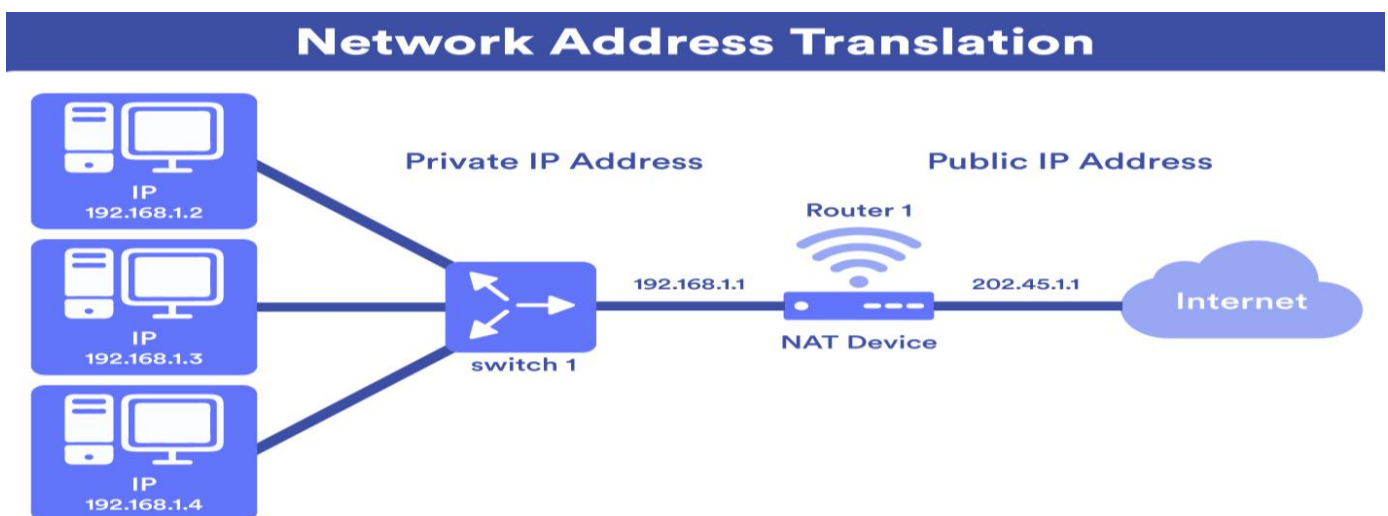 Network Address Translation
IP
192.168.1.2
IP
192.168.1.3
IP
192.168.1.4
Private IP Address
switch 1
192.168.1.1
Public IP Address
Router 1
NAT Device
202.45.1.1
Internet